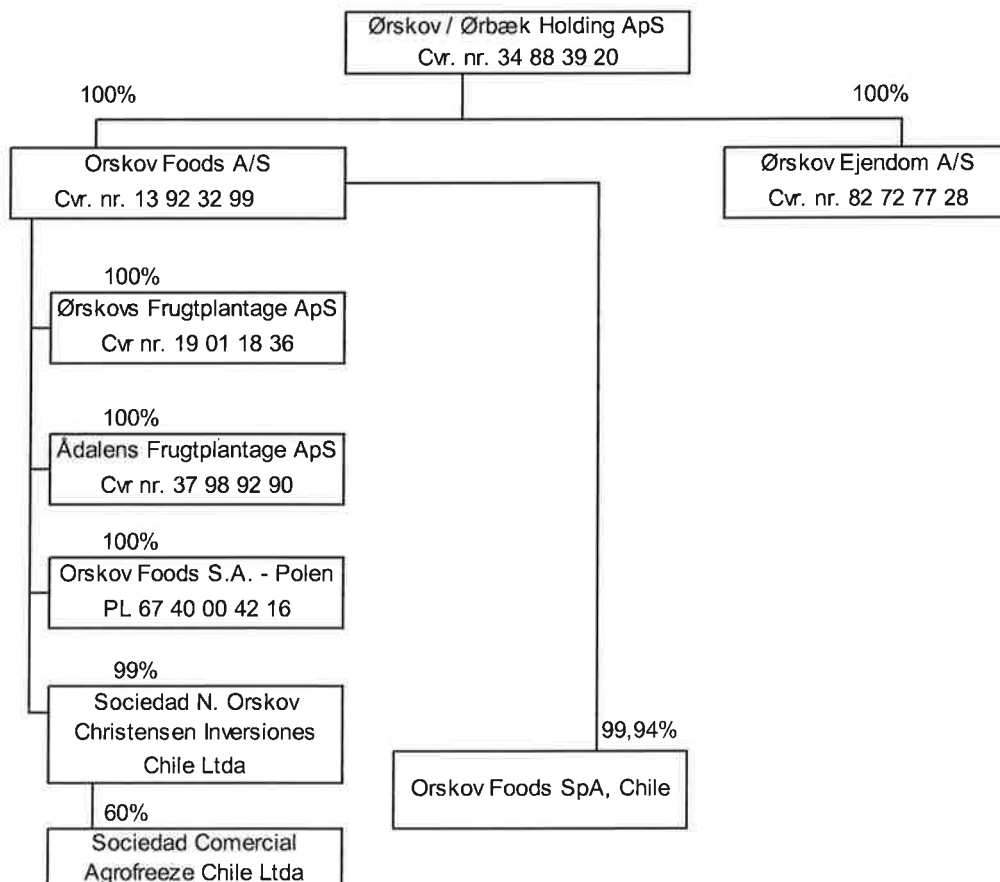 Ørskov / Ørbæk Holding ApS
Cvr. nr. 34 88 39 20
100%
100%
Orskov Foods A/S
Cvr. nr. 13 92 32 99
Ørskov Ejendom A/S
Cvr. nr. 82 72 77 28
100%
Ørskovs Frugtplantage ApS
Cvr nr. 19 01 18 36
100%
Ådalens Frugtplantage ApS
Cvr nr. 37 98 92 90
100%
Orskov Foods S.A. - Polen
PL 67 40 00 42 16
99%
Sociedad N. Orskov
Christensen Inversiones
Chile Ltda
99,94%
Orskov Foods SpA, Chile
60%
Sociedad Comercial
Agrofreeze Chile Ltda